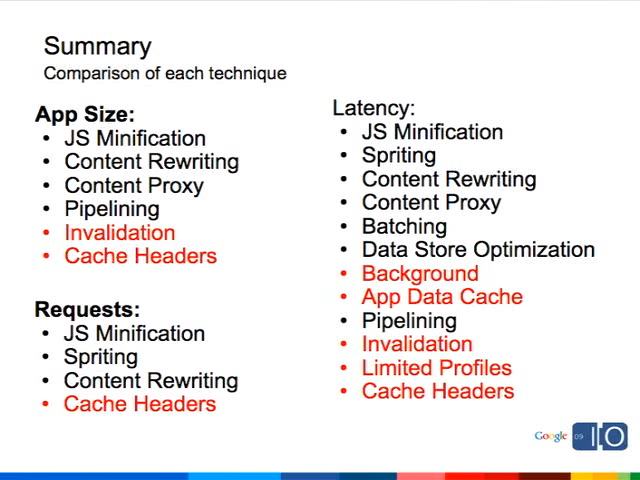 Summary
Comparison of each technique
App Size:
• JS Minification
• Content Rewriting
• Content Proxy
• Pipelining
• Invalidation
• Cache Headers
Requests:
• JS Minification
• Spriting
• Content Rewriting
• Cache Headers
Latency:
• JS Minification
• Spriting
• Content Rewriting
• Content Proxy
• Batching
• Data Store Optimization
• Background
• App Data Cache
• Pipelining
• Invalidation
• Limited Profiles
• Cache Headers
Google 09 I|O